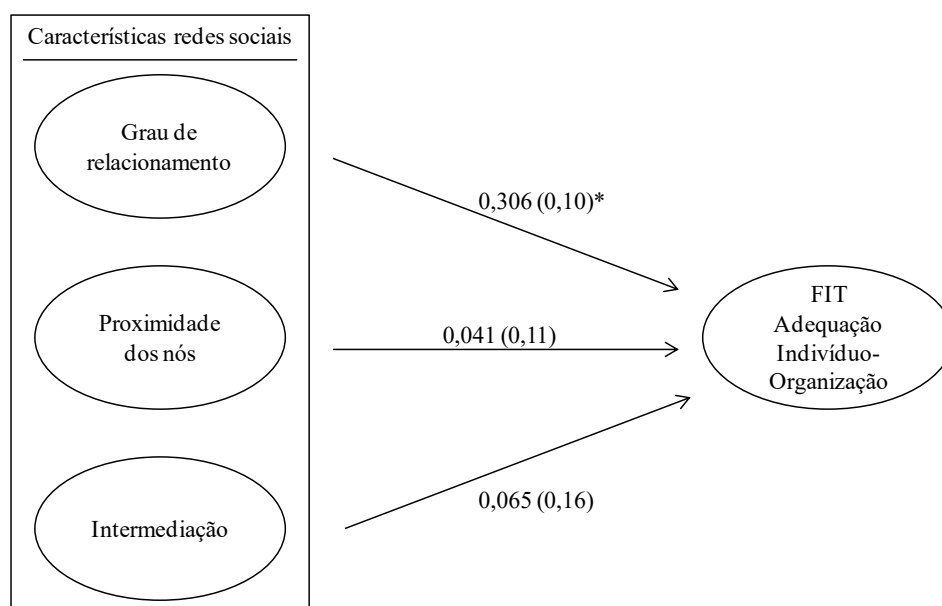 Características redes sociais
Grau de
relacionamento
0,306 (0,10)*
Proximidade
dos nós
0,041 (0,11)
FIT
Adequação
Indivíduo-
Organização
Intermediação
0,065 (0,16)